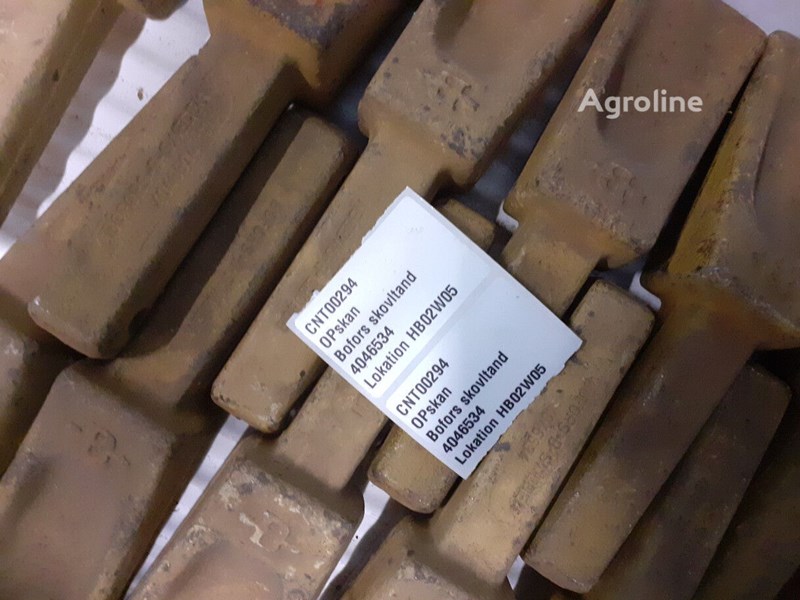 Agroline
CNT00294
OPskan
Bofors skovltand
4046534
Lokation HB02W05
CNT00294
OPskan
Bofors skovltand
4046534
Lokation HB02W05